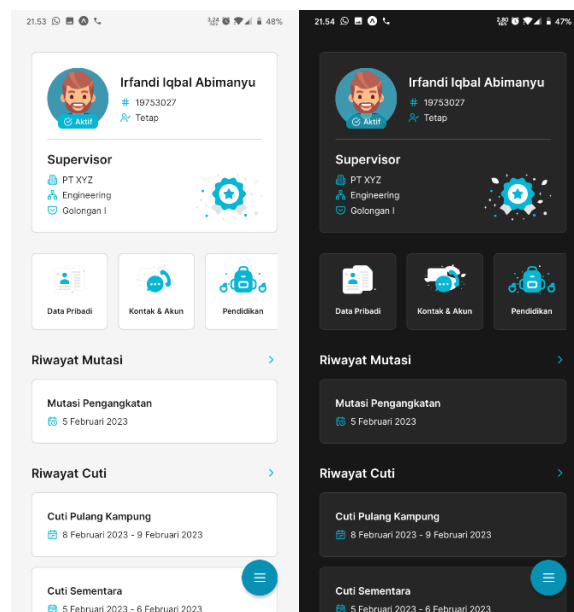 21.53 48%
Irfandi Iqbal Abimanyu
# 19753027
Aktif
Tetap
Supervisor
PT XYZ
Engineering
Golongan I
Data Pribadi
Kontak & Akun
Pendidikan
Riwayat Mutasi
Mutasi Pengangkatan
5 Februari 2023
Riwayat Cuti
Cuti Pulang Kampung
8 Februari 2023 - 9 Februari 2023
Cuti Sementara
5 Februari 2023 - 6 Februari 2023
21.54 47%
Irfandi Iqbal Abimanyu
# 19753027
Aktif
Tetap
Supervisor
PT XYZ
Engineering
Golongan I
Data Pribadi
Kontak & Akun
Pendidikan
Riwayat Mutasi
Mutasi Pengangkatan
5 Februari 2023
Riwayat Cuti
Cuti Pulang Kampung
8 Februari 2023 - 9 Februari 2023
Cuti Sementara
5 Februari 2023 - 6 Februari 2023